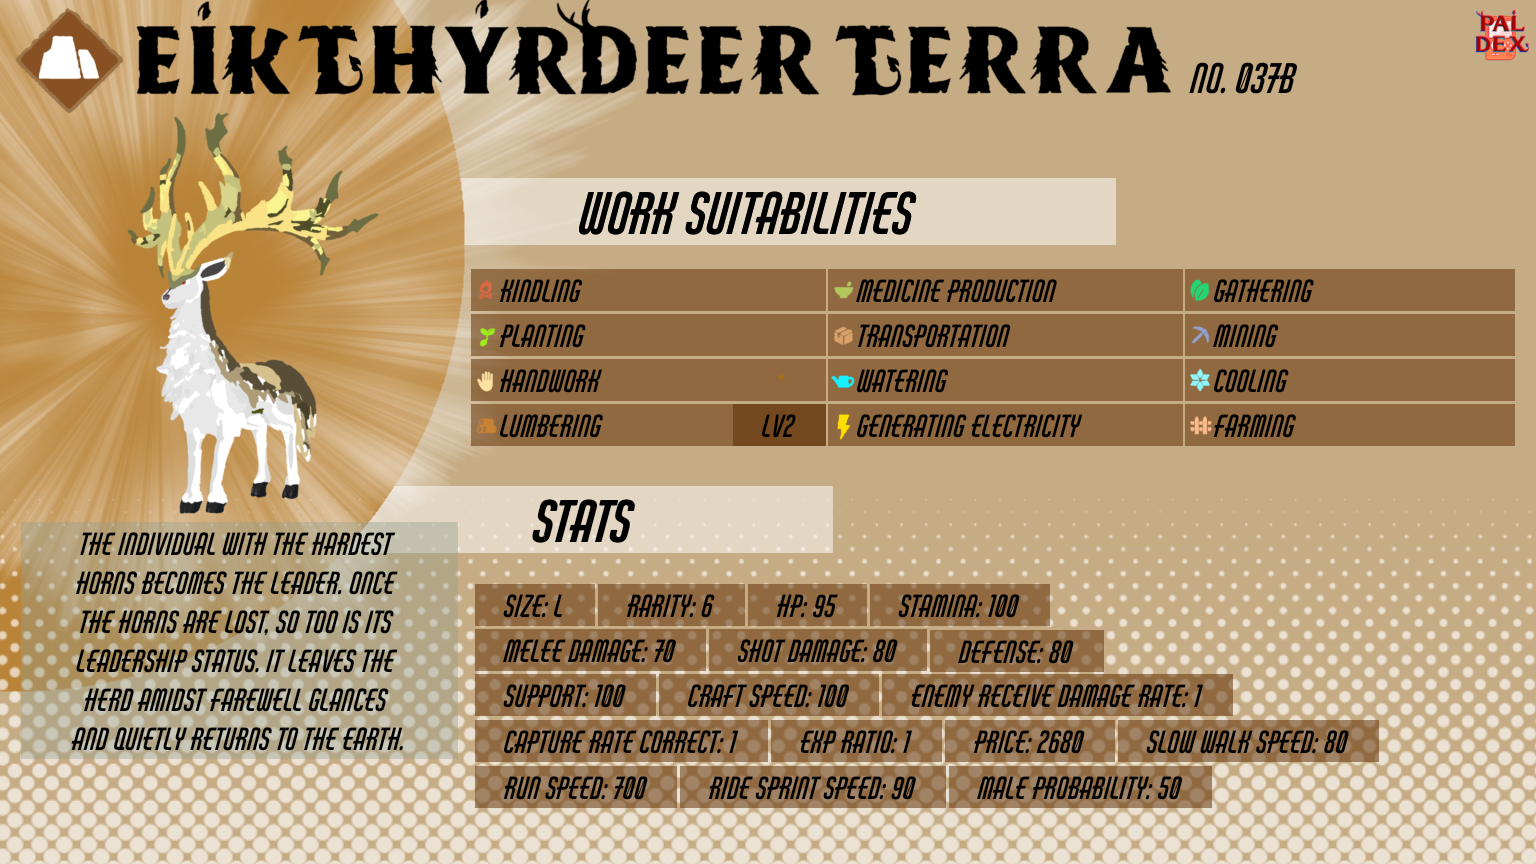 EIKTHYRDEER TERRA NO. 037B
PAL
DEX
WORK SUITABILITIES
KINDLING MEDICINE PRODUCTION GATHERING
PLANTING TRANSPORTATION MINING
HANDWORK WATERING COOLING
LUMBERING LV2 GENERATING ELECTRICITY FARMING
STATS
THE INDIVIDUAL WITH THE HARDEST
HORNS BECOMES THE LEADER. ONCE
THE HORNS ARE LOST, SO TOO IS ITS
LEADERSHIP STATUS. IT LEAVES THE
HERD AMIDST FAREWELL GLANCES
AND QUIETLY RETURNS TO THE EARTH.
SIZE: L RARITY: 6 HP: 95 STAMINA: 100
MELEE DAMAGE: 70 SHOT DAMAGE: 80 DEFENSE: 80
SUPPORT: 100 CRAFT SPEED: 100 ENEMY RECEIVE DAMAGE RATE: 1
CAPTURE RATE CORRECT: 1 EXP RATIO: 1 PRICE: 2680 SLOW WALK SPEED: 80
RUN SPEED: 700 RIDE SPRINT SPEED: 90 MALE PROBABILITY: 50